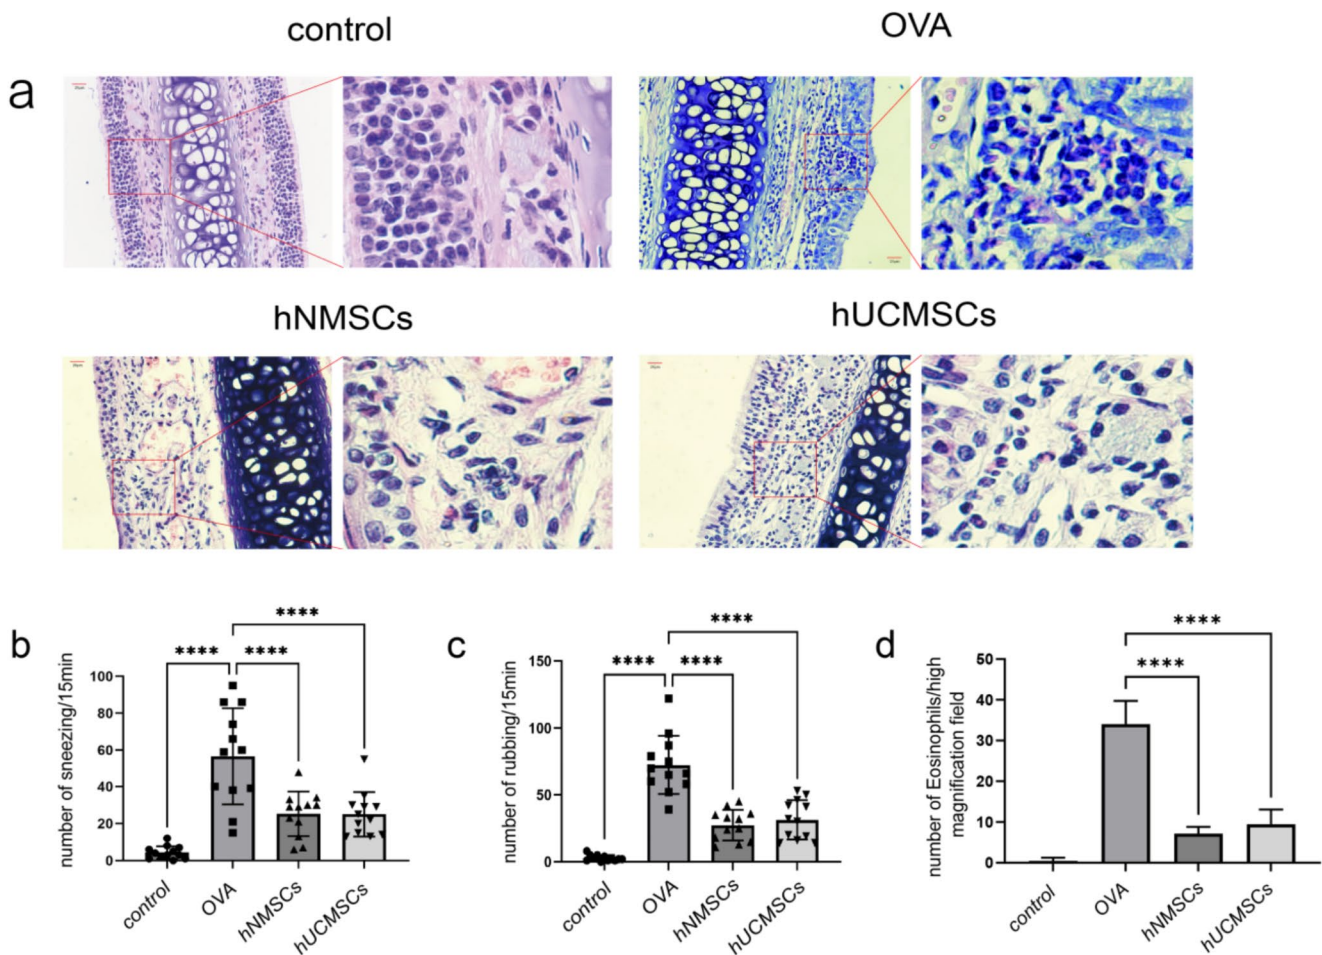 control
OVA
a
hNMSCs
hUCMSCs
b
number of sneezing/15min
100
80
60
40
20
0
****
****
****
control
OVA
hNMSCs
hUCMSCs
c
number of rubbing/15min
150
100
50
0
****
****
****
control
OVA
hNMSCs
hUCMSCs
d
number of Eosinophils/high
magnification field
50
40
30
20
10
0
****
****
control
OVA
hNMSCs
hUCMSCs